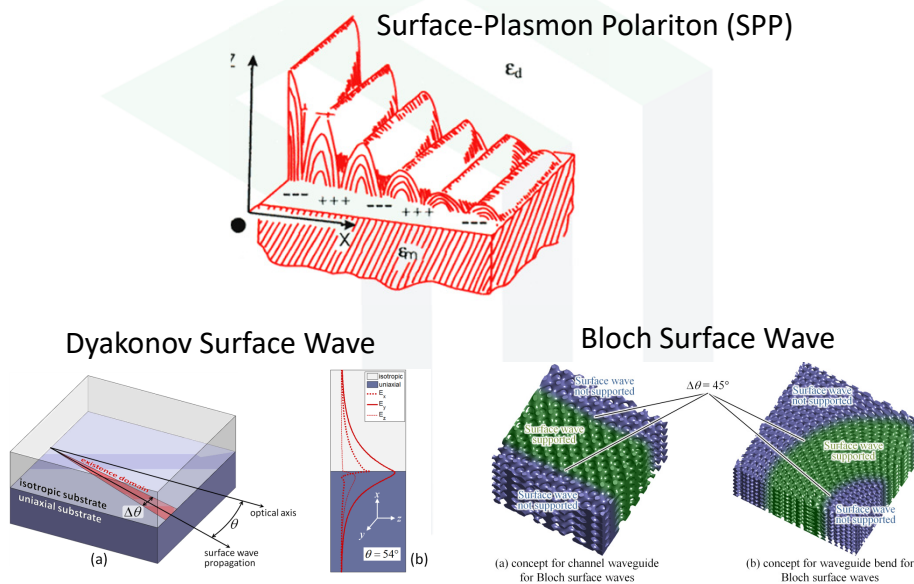 Surface-Plasmon Polariton (SPP)
z
εd
--- +++ --- +++ ---
X
εm
Dyakonov Surface Wave
existence domain
isotropic substrate
uniaxial substrate
Δθ
θ
optical axis
surface wave
propagation
(a)
isotropic
uniaxial
Ex
Ey
Ez
x
y
z
θ = 54°
(b)
Bloch Surface Wave
Surface wave
not supported
Surface wave
supported
Surface wave
not supported
Δθ = 45°
Surface wave
not supported
Surface wave
supported
Surface wave
not supported
(a) concept for channel waveguide
for Bloch surface waves
(b) concept for waveguide bend for
Bloch surface waves